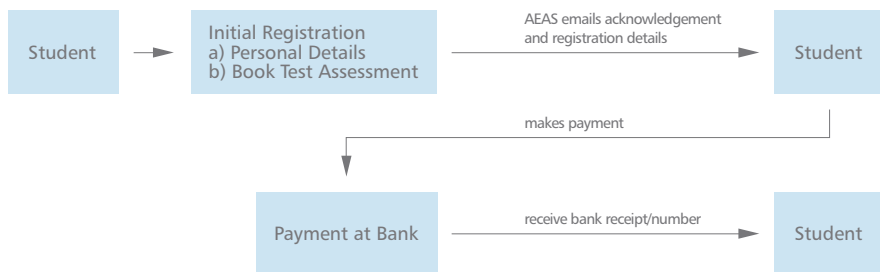 Student
Initial Registration
a) Personal Details
b) Book Test Assessment
AEAS emails acknowledgement
and registration details
Student
makes payment
Payment at Bank
receive bank receipt/number
Student